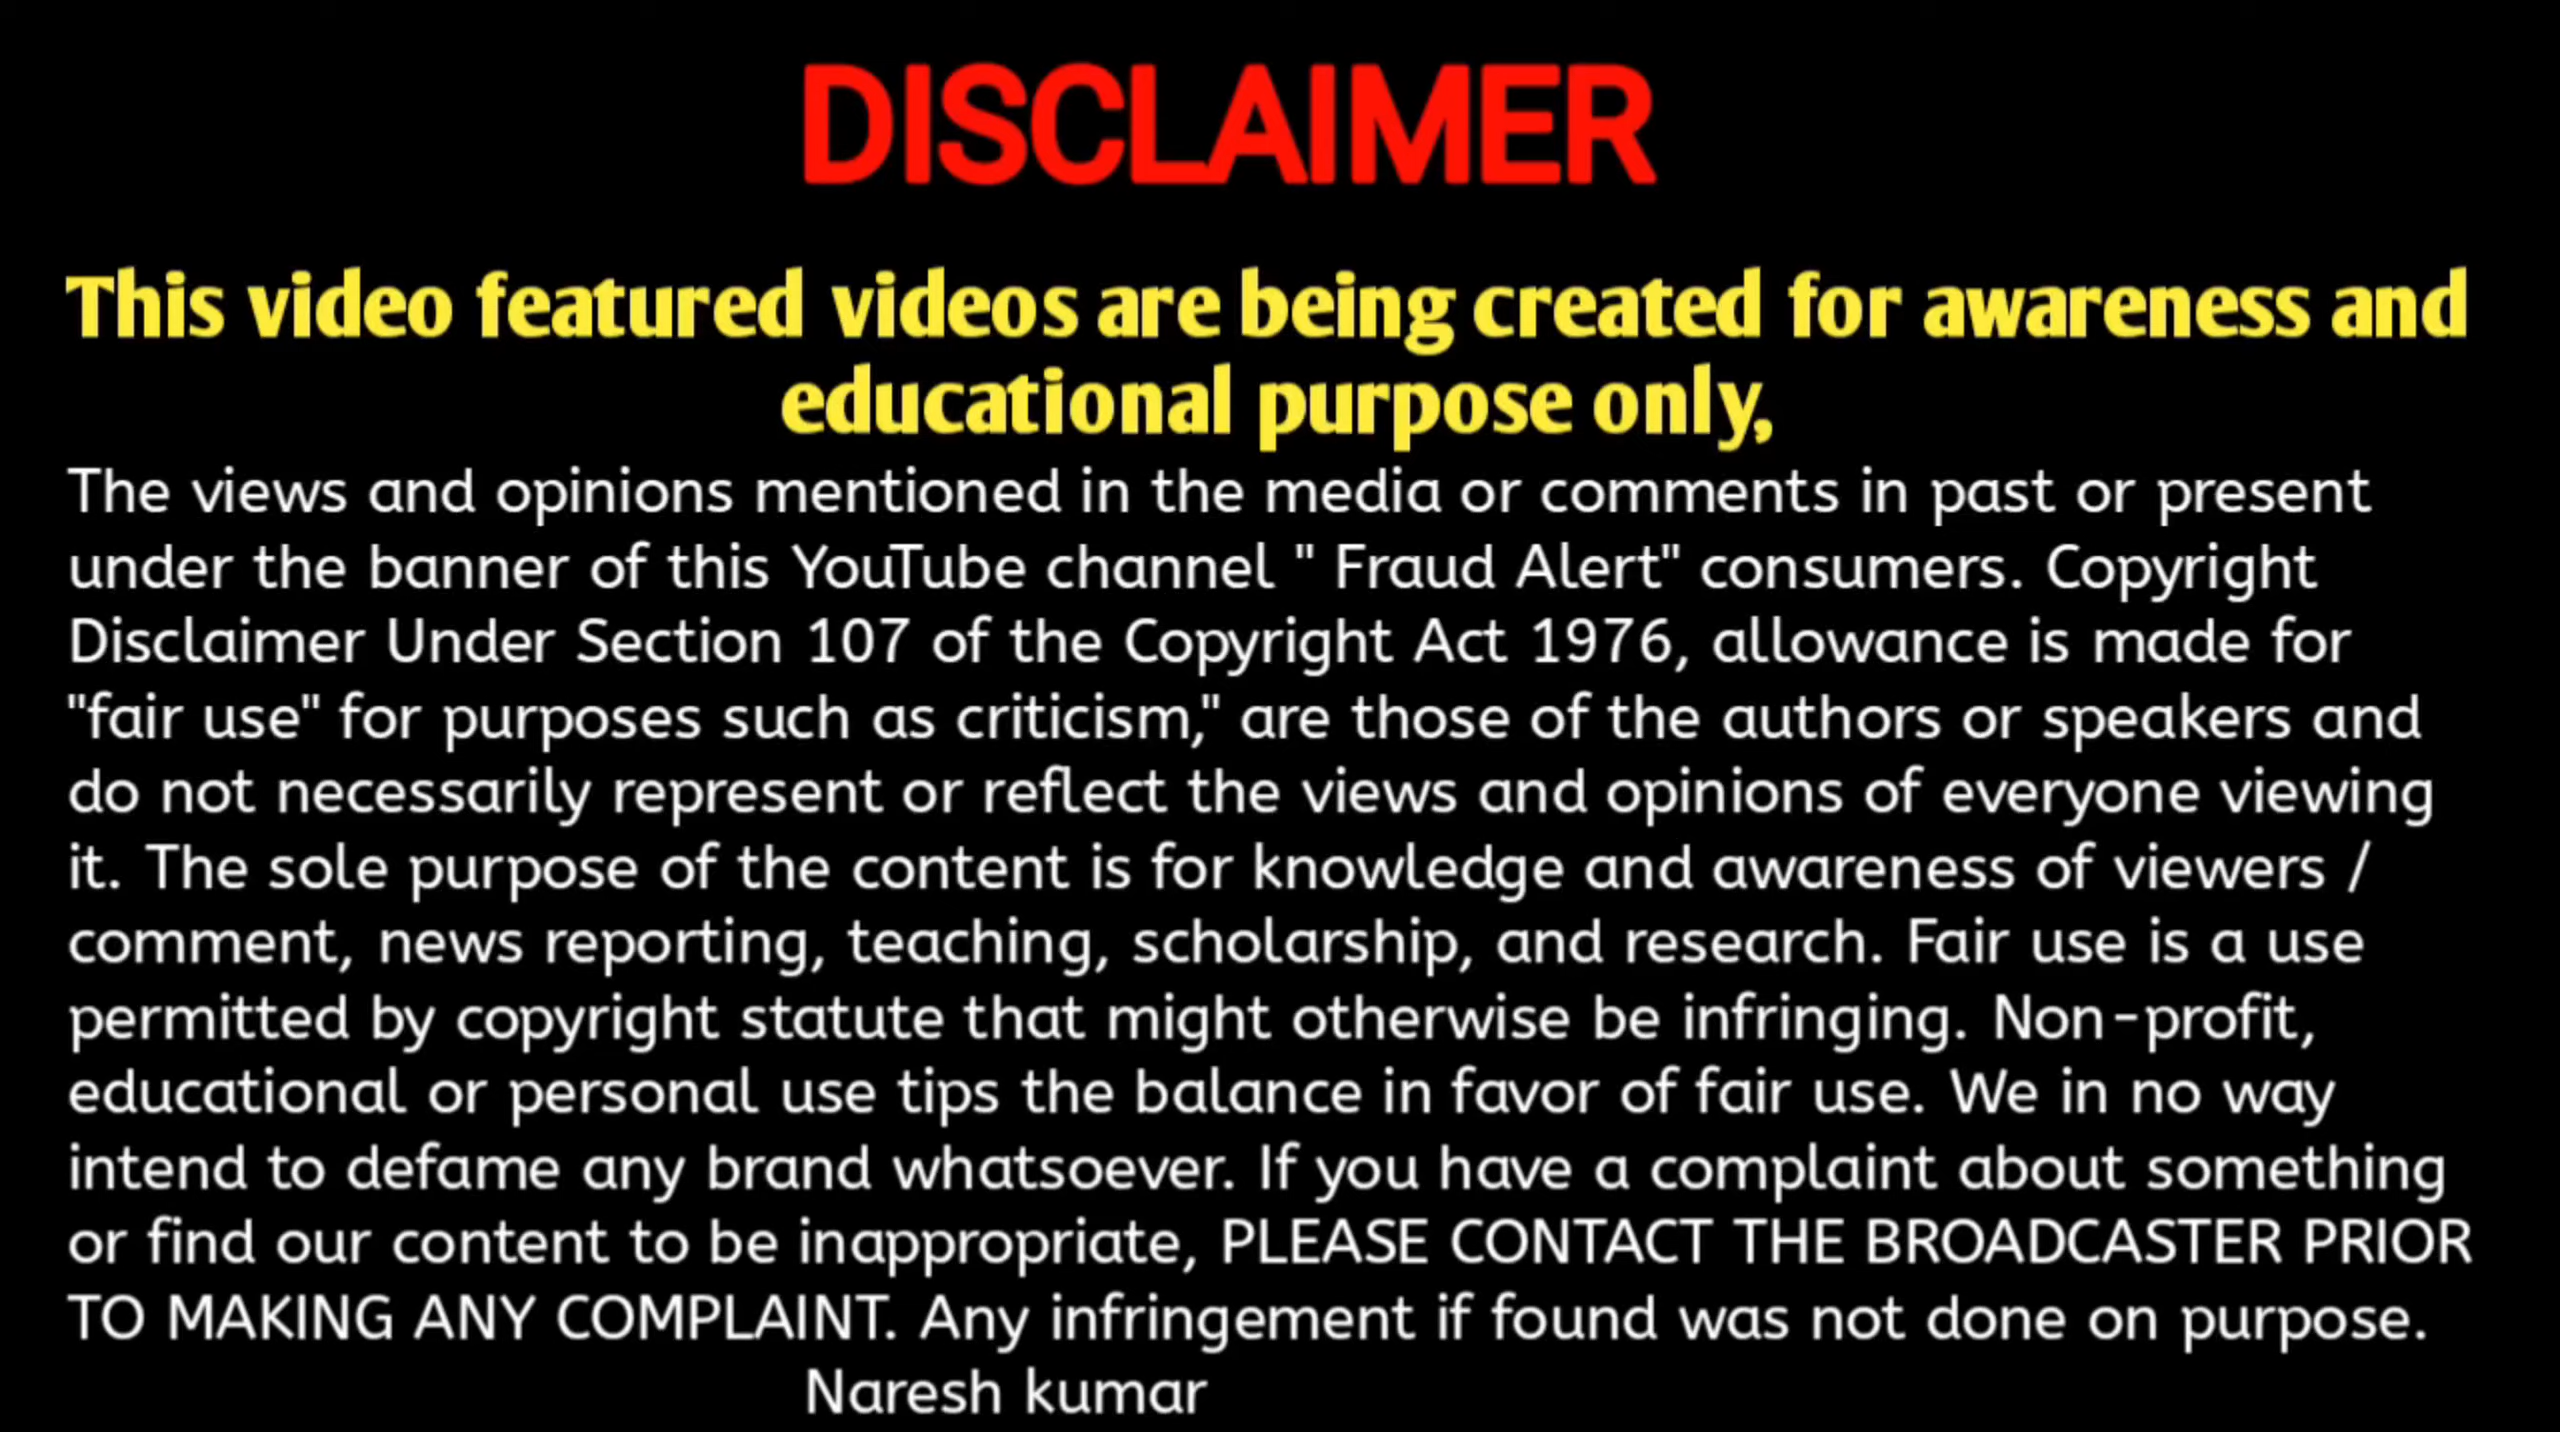 DISCLAIMER
This video featured videos are being created for awareness and
educational purpose only,
The views and opinions mentioned in the media or comments in past or present
under the banner of this YouTube channel " Fraud Alert" consumers. Copyright
Disclaimer Under Section 107 of the Copyright Act 1976, allowance is made for
"fair use" for purposes such as criticism," are those of the authors or speakers and
do not necessarily represent or reflect the views and opinions of everyone viewing
it. The sole purpose of the content is for knowledge and awareness of viewers /
comment, news reporting, teaching, scholarship, and research. Fair use is a use
permitted by copyright statute that might otherwise be infringing. Non-profit,
educational or personal use tips the balance in favor of fair use. We in no way
intend to defame any brand whatsoever. If you have a complaint about something
or find our content to be inappropriate, PLEASE CONTACT THE BROADCASTER PRIOR
TO MAKING ANY COMPLAINT. Any infringement if found was not done on purpose.
Naresh kumar